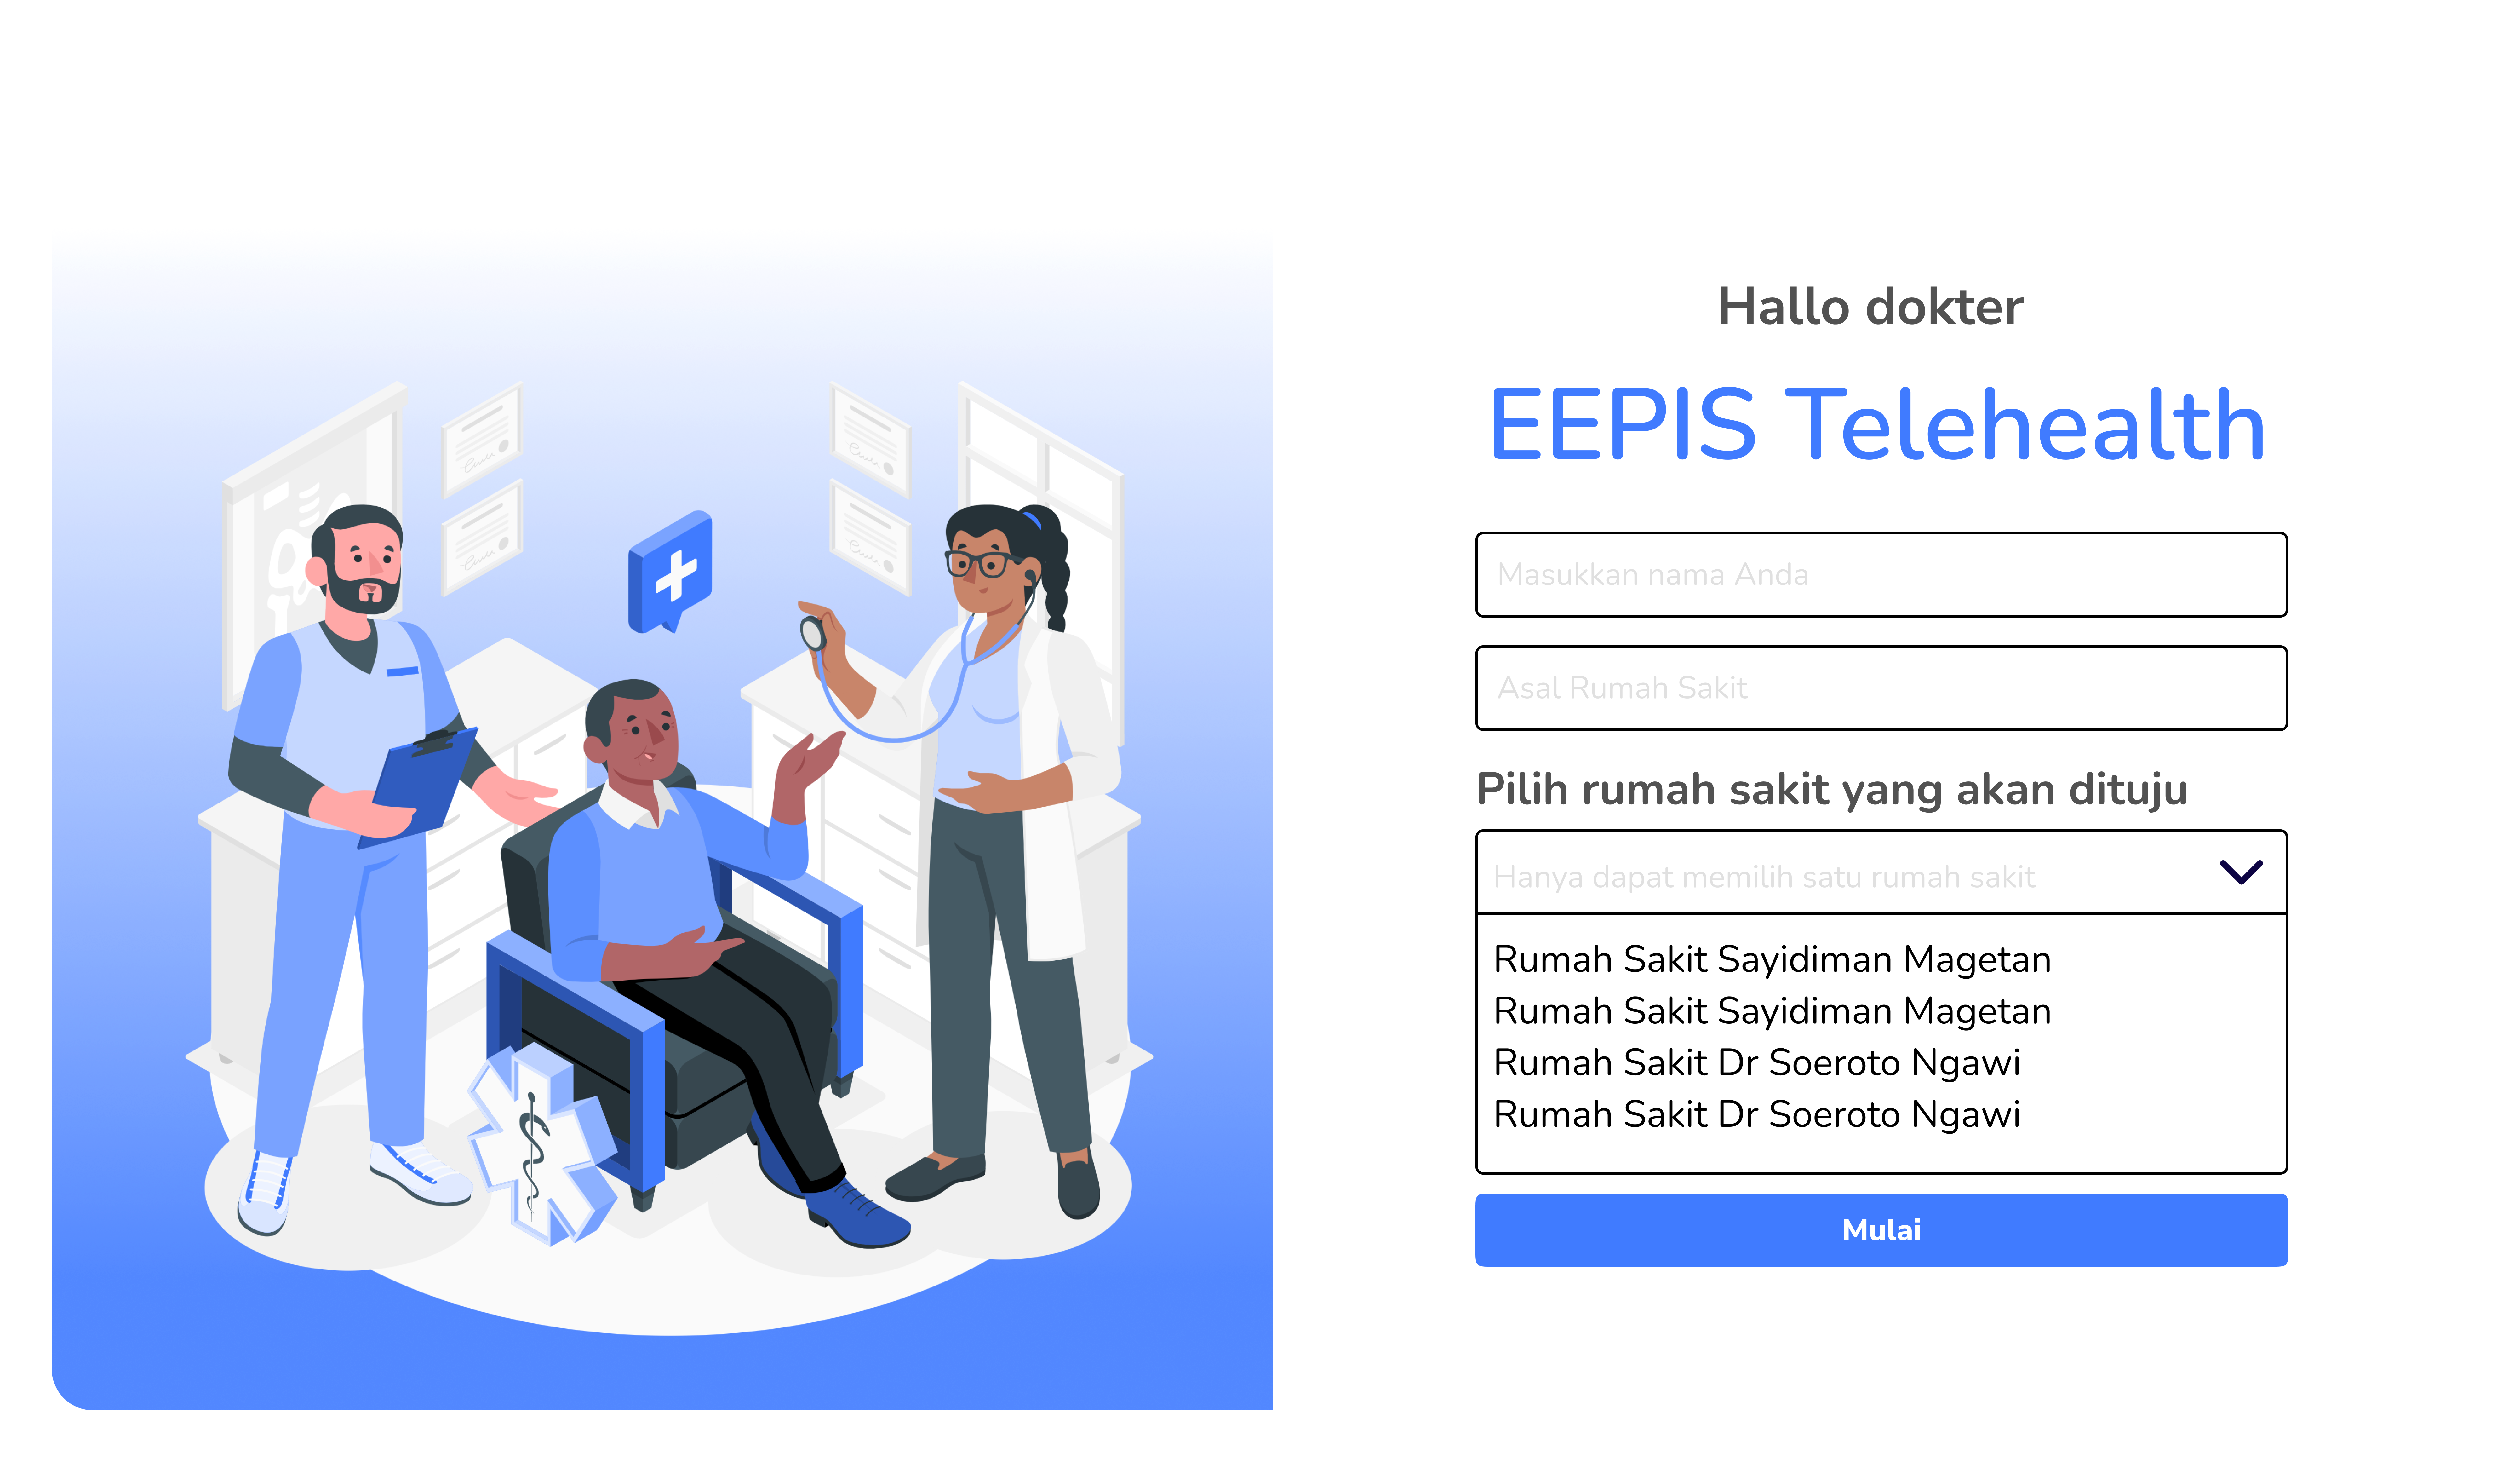 Hallo dokter
EEPIS Telehealth
Masukkan nama Anda
Asal Rumah Sakit
Pilih rumah sakit yang akan dituju
Hanya dapat memilih satu rumah sakit
Rumah Sakit Sayidiman Magetan
Rumah Sakit Sayidiman Magetan
Rumah Sakit Dr Soeroto Ngawi
Rumah Sakit Dr Soeroto Ngawi
Mulai